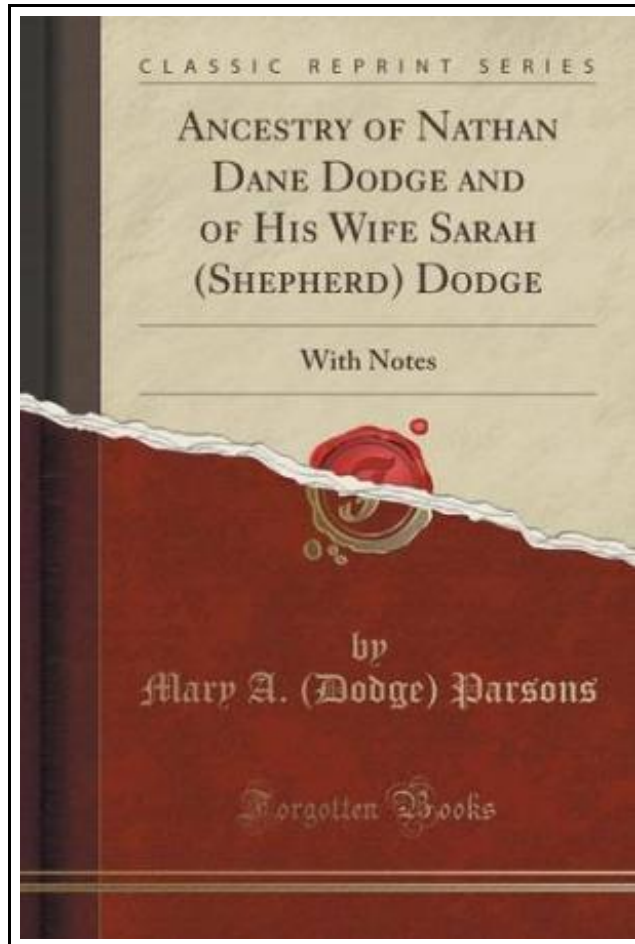 CLASSIC REPRINT SERIES
ANCESTRY OF NATHAN
DANE DODGE AND
OF HIS WIFE SARAH
(SHEPHERD) DODGE
With Notes
by
Mary A. (Dodge) Parsons
Forgotten Books